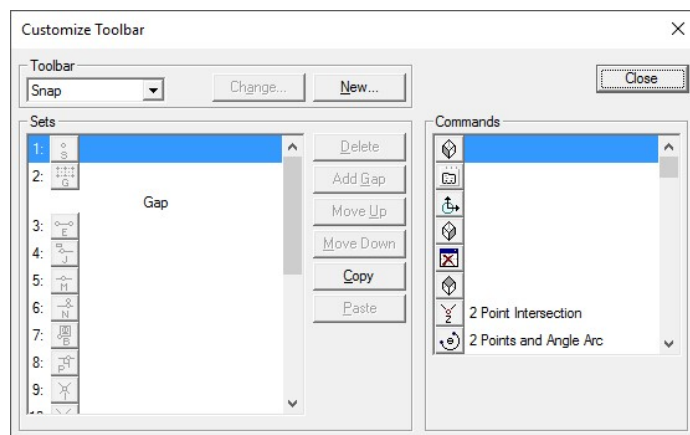 Customize Toolbar
Toolbar
Snap
Change...
New...
Close
Sets
1: S
2: G
Gap
3: E
4: J
5: M
6: N
7: B
8: P
9: I
Delete
Add Gap
Move Up
Move Down
Copy
Paste
Commands
2 Point Intersection
2 Points and Angle Arc